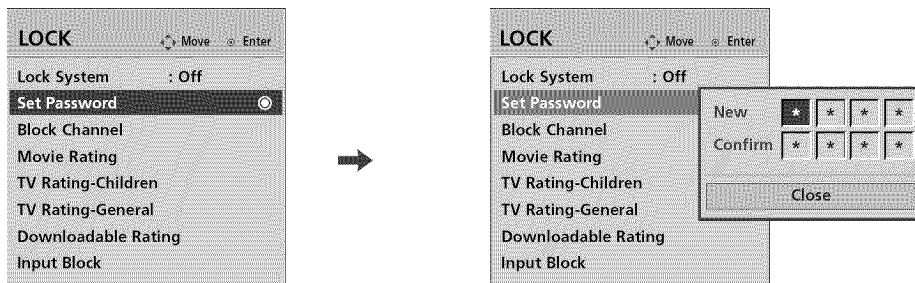 LOCK Move Enter
Lock System : Off
Set Password
Block Channel
Movie Rating
TV Rating-Children
TV Rating-General
Downloadable Rating
Input Block
LOCK Move Enter
Lock System : Off
Set Password
Block Channel
Movie Rating
TV Rating-Children
TV Rating-General
Downloadable Rating
Input Block
New * * * *
Confirm * * * *
Close